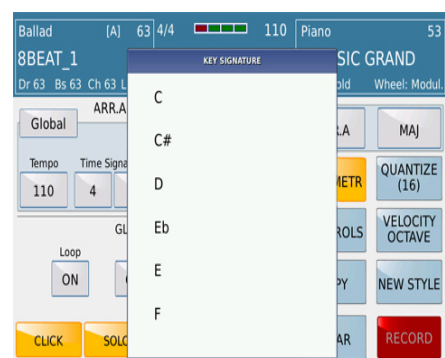 Ballad [A] 63 4/4 110 Piano 53
8BEAT_1 SIC GRAND
Dr 63 Bs 63 Ch 63 L old Wheel: Modul.
KEY SIGNATURE
C
C#
D
Eb
E
F
ARR.A
Global
Tempo Time Signa
110 4
GL
Loop
ON
CLICK SOLO
R.A MAJ
METR QUANTIZE
(16)
ROLS VELOCITY
OCTAVE
PY NEW STYLE
AR RECORD